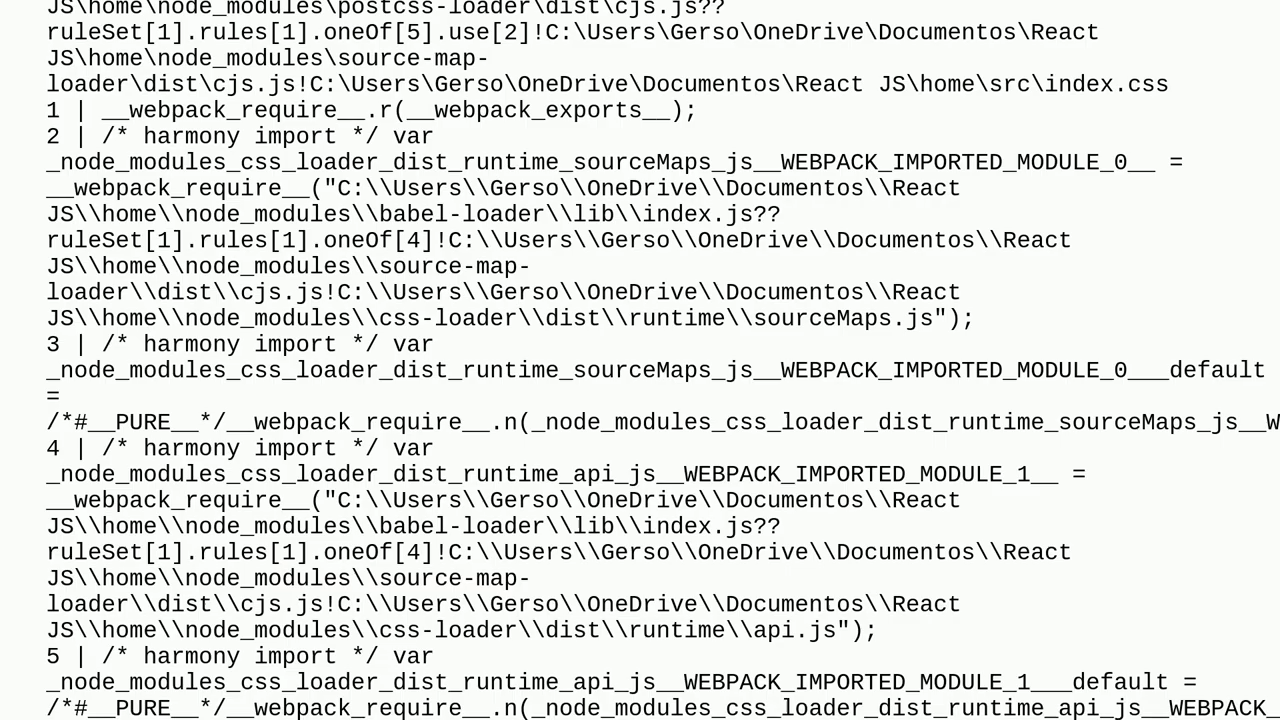 JS\home\node_modules\postcss-loader\dist\cjs.js??
ruleSet[1].rules[1].oneOf[5].use[2]!C:\Users\Gerso\OneDrive\Documentos\React
JS\home\node_modules\source-map-
loader\dist\cjs.js!C:\Users\Gerso\OneDrive\Documentos\React JS\home\src\index.css
1 | __webpack_require__.r(__webpack_exports__);
2 | /* harmony import */ var
_node_modules_css_loader_dist_runtime_sourceMaps_js__WEBPACK_IMPORTED_MODULE_0__ =
__webpack_require__("C:\\Users\\Gerso\\OneDrive\\Documentos\\React
JS\\home\\node_modules\\babel-loader\\lib\\index.js??
ruleSet[1].rules[1].oneOf[4]!C:\\Users\\Gerso\\OneDrive\\Documentos\\React
JS\\home\\node_modules\\source-map-
loader\\dist\\cjs.js!C:\\Users\\Gerso\\OneDrive\\Documentos\\React
JS\\home\\node_modules\\css-loader\\dist\\runtime\\sourceMaps.js");
3 | /* harmony import */ var
_node_modules_css_loader_dist_runtime_sourceMaps_js__WEBPACK_IMPORTED_MODULE_0___default
=
/*#__PURE__*/__webpack_require__.n(_node_modules_css_loader_dist_runtime_sourceMaps_js__W
4 | /* harmony import */ var
_node_modules_css_loader_dist_runtime_api_js__WEBPACK_IMPORTED_MODULE_1__ =
__webpack_require__("C:\\Users\\Gerso\\OneDrive\\Documentos\\React
JS\\home\\node_modules\\babel-loader\\lib\\index.js??
ruleSet[1].rules[1].oneOf[4]!C:\\Users\\Gerso\\OneDrive\\Documentos\\React
JS\\home\\node_modules\\source-map-
loader\\dist\\cjs.js!C:\\Users\\Gerso\\OneDrive\\Documentos\\React
JS\\home\\node_modules\\css-loader\\dist\\runtime\\api.js");
5 | /* harmony import */ var
_node_modules_css_loader_dist_runtime_api_js__WEBPACK_IMPORTED_MODULE_1___default =
/*#__PURE__*/__webpack_require__.n(_node_modules_css_loader_dist_runtime_api_js__WEBPACK_